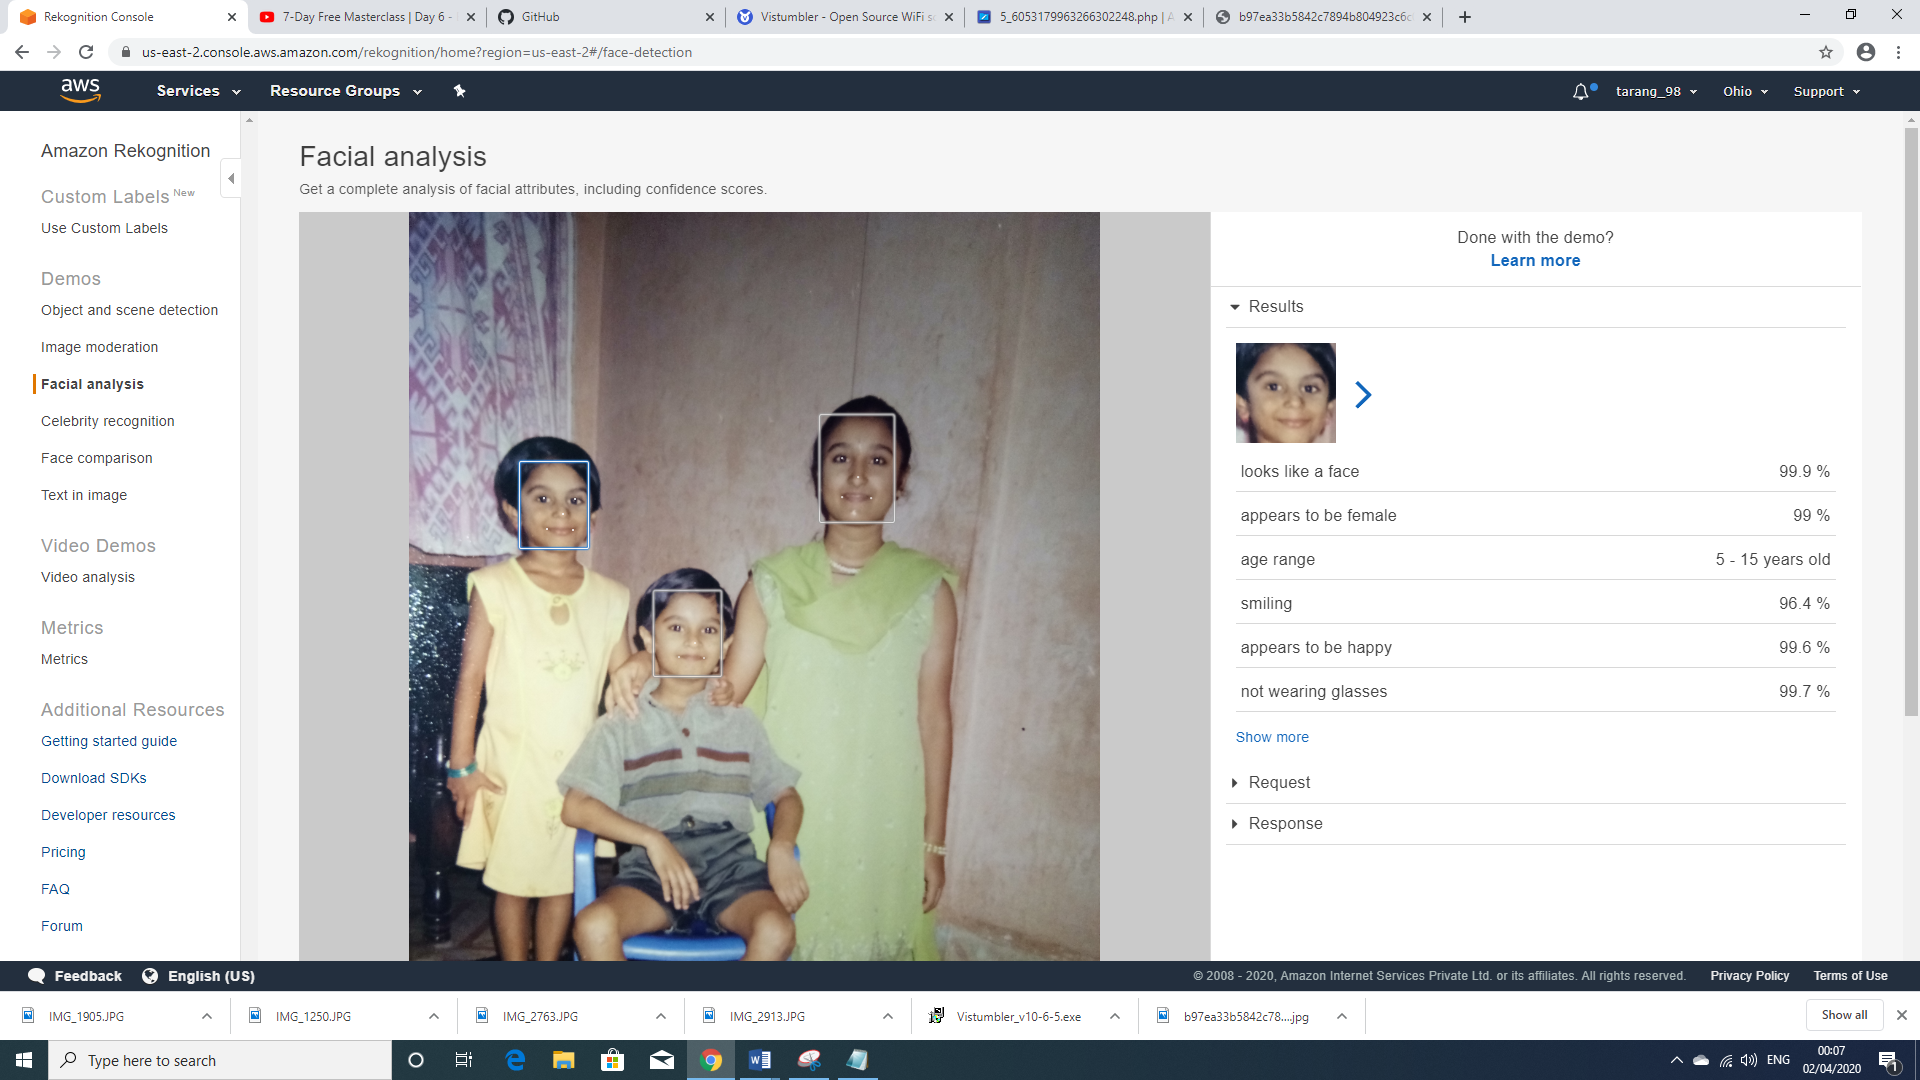 Rekognition Console
7-Day Free Masterclass | Day 6 -
GitHub
Vistumbler - Open Source WiFi s
5_6053179963266302248.php | A
b97ea33b5842c7894b804923c6c
us-east-2.console.aws.amazon.com/rekognition/home?region=us-east-2#/face-detection
aws
Services
Resource Groups
tarang_98
Ohio
Support
Amazon Rekognition
Custom Labels New
Use Custom Labels
Demos
Object and scene detection
Image moderation
Facial analysis
Celebrity recognition
Face comparison
Text in image
Video Demos
Video analysis
Metrics
Metrics
Additional Resources
Getting started guide
Download SDKs
Developer resources
Pricing
FAQ
Forum
Facial analysis
Get a complete analysis of facial attributes, including confidence scores.
Done with the demo?
Learn more
Results
looks like a face 99.9 %
appears to be female 99 %
age range 5 - 15 years old
smiling 96.4 %
appears to be happy 99.6 %
not wearing glasses 99.7 %
Show more
Request
Response
Feedback
English (US)
© 2008 - 2020, Amazon Internet Services Private Ltd. or its affiliates. All rights reserved.
Privacy Policy
Terms of Use
IMG_1905.JPG
IMG_1250.JPG
IMG_2763.JPG
IMG_2913.JPG
Vistumbler_v10-6-5.exe
b97ea33b5842c78....jpg
Show all
Type here to search
ENG
00:07
02/04/2020
1